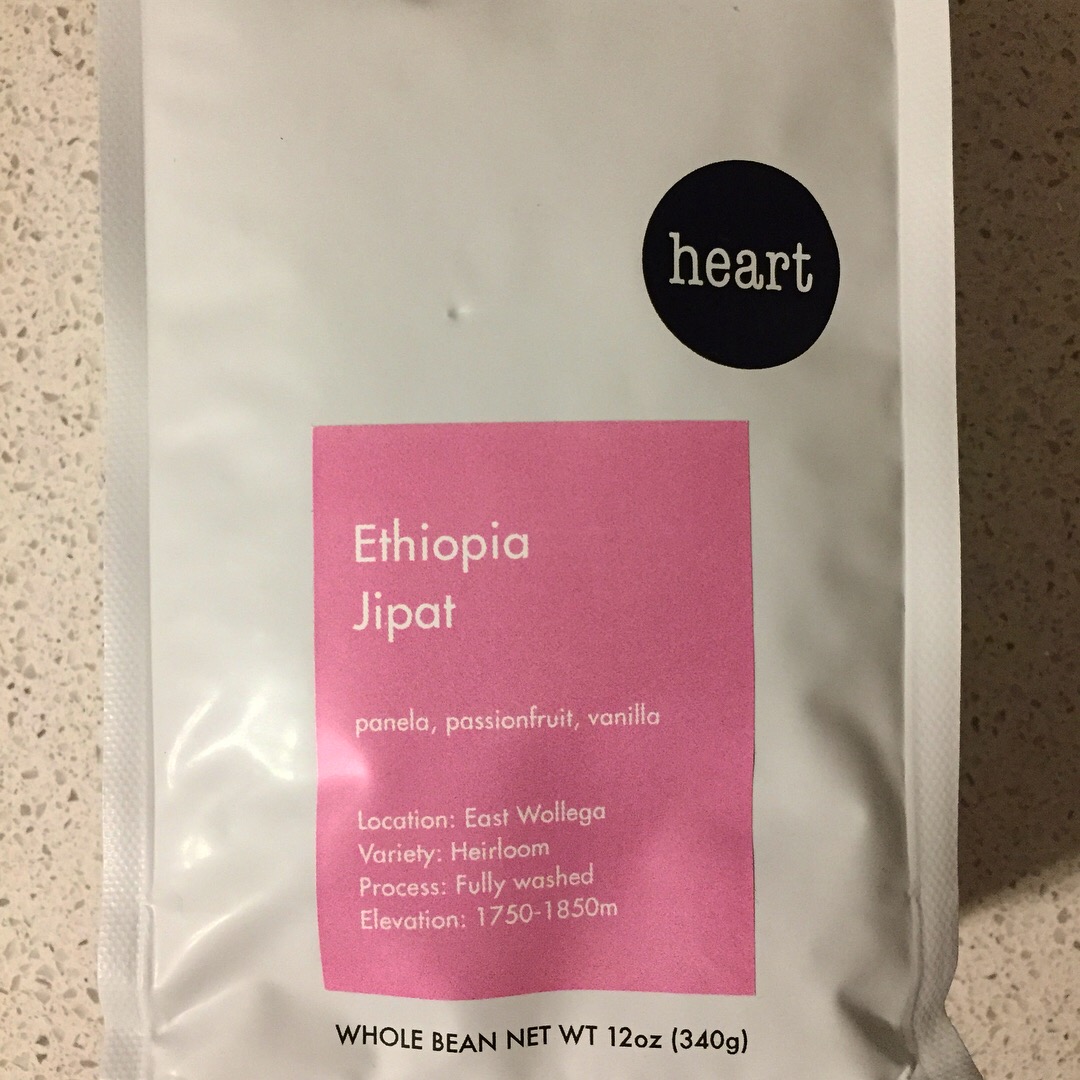 heart
Ethiopia
Jipat
panela, passionfruit, vanilla
Location: East Wollega
Variety: Heirloom
Process: Fully washed
Elevation: 1750-1850m
WHOLE BEAN NET WT 12oz (340g)